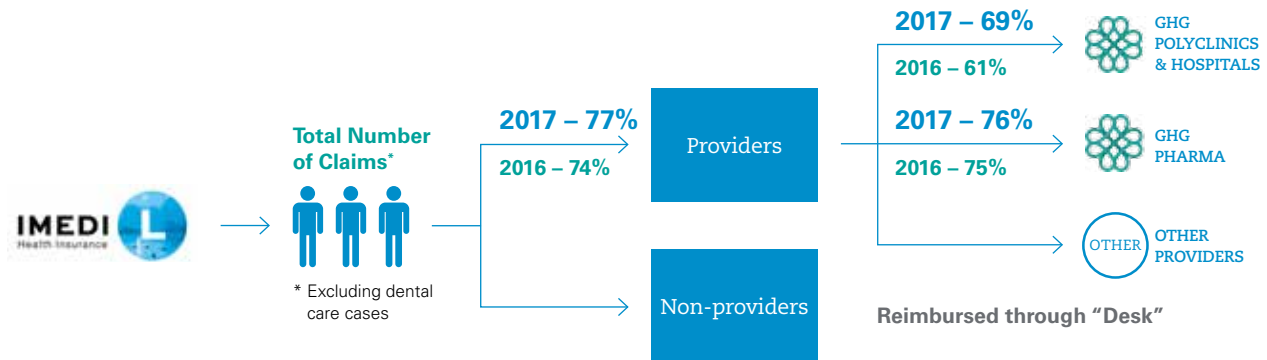 IMEDI L
Health Insurance
Total Number
of Claims*
* Excluding dental
care cases
2017 – 77%
2016 – 74%
Providers
Non-providers
2017 – 69%
2016 – 61%
GHG
POLYCLINICS
& HOSPITALS
2017 – 76%
2016 – 75%
GHG
PHARMA
OTHER
OTHER
PROVIDERS
Reimbursed through “Desk”